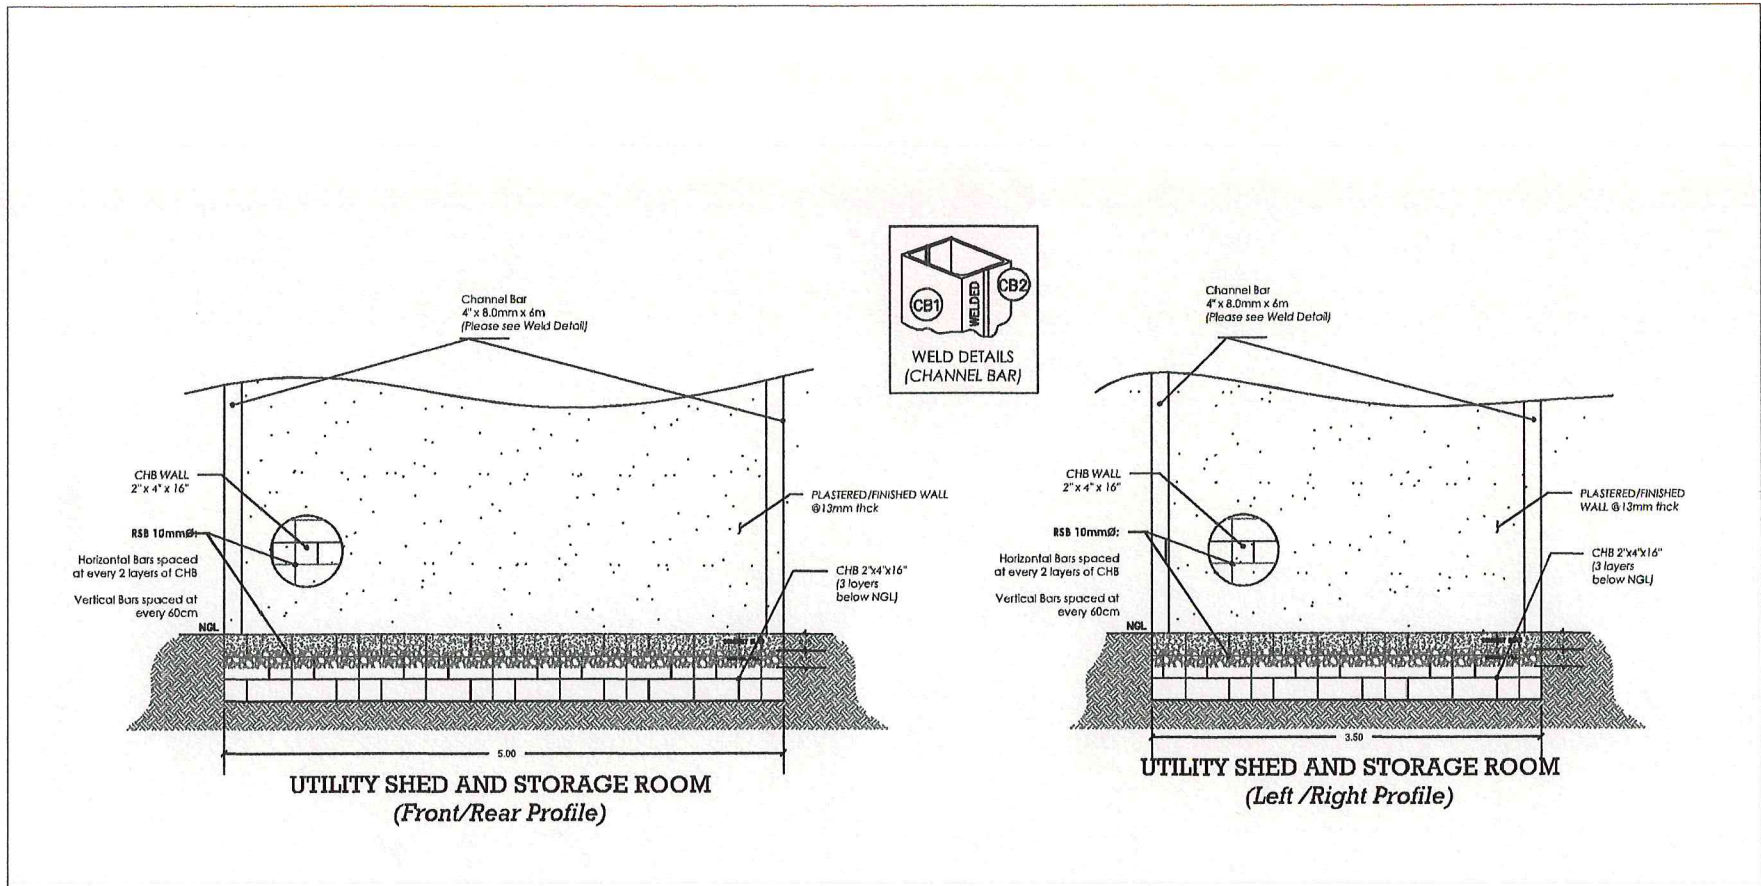 Channel Bar
4" x 8.0mm x 6m
(Please see Weld Detail)
CB1
WELDED
CB2
WELD DETAILS
(CHANNEL BAR)
Channel Bar
4" x 8.0mm x 6m
(Please see Weld Detail)
CHB WALL
2" x 4" x 16"
RSB 10mmØ:
Horizontal Bars spaced
at every 2 layers of CHB
Vertical Bars spaced at
every 60cm
NGL
PLASTERED/FINISHED WALL
@13mm thck
CHB 2"x4"x16"
(3 layers
below NGL)
5.00
UTILITY SHED AND STORAGE ROOM
(Front/Rear Profile)
CHB WALL
2" x 4" x 16"
RSB 10mmØ:
Horizontal Bars spaced
at every 2 layers of CHB
Vertical Bars spaced at
every 60cm
NGL
PLASTERED/FINISHED
WALL @13mm thck
CHB 2"x4"x16"
(3 layers
below NGL)
3.50
UTILITY SHED AND STORAGE ROOM
(Left /Right Profile)